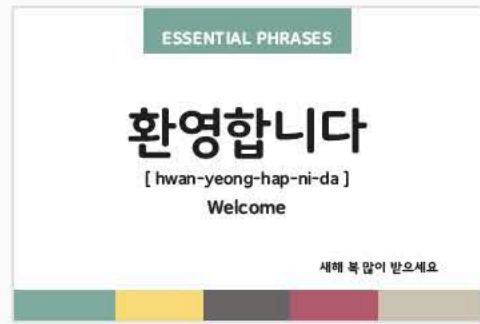 ESSENTIAL PHRASES
환영합니다
[ hwan-yeong-hap-ni-da ]
Welcome
새해 복 많이 받으세요